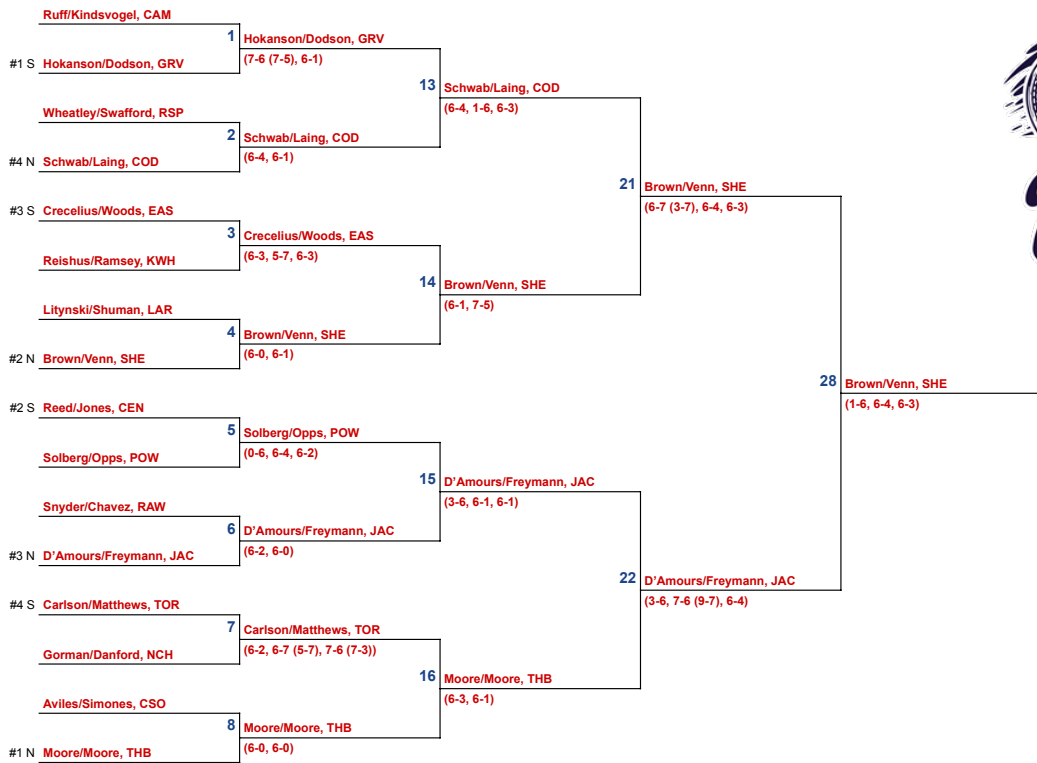 Ruff/Kindsvogel, CAM
1 Hokanson/Dodson, GRV
(7-6 (7-5), 6-1)
#1 S Hokanson/Dodson, GRV
13 Schwab/Laing, COD
(6-4, 1-6, 6-3)
Wheatley/Swafford, RSP
2 Schwab/Laing, COD
(6-4, 6-1)
#4 N Schwab/Laing, COD
21 Brown/Venn, SHE
(6-7 (3-7), 6-4, 6-3)
#3 S Crecelius/Woods, EAS
3 Crecelius/Woods, EAS
(6-3, 5-7, 6-3)
Reishus/Ramsey, KWH
14 Brown/Venn, SHE
(6-1, 7-5)
Litynski/Shuman, LAR
4 Brown/Venn, SHE
(6-0, 6-1)
#2 N Brown/Venn, SHE
28 Brown/Venn, SHE
(1-6, 6-4, 6-3)
#2 S Reed/Jones, CEN
5 Solberg/Opps, POW
(0-6, 6-4, 6-2)
Solberg/Opps, POW
15 D'Amours/Freymann, JAC
(3-6, 6-1, 6-1)
Snyder/Chavez, RAW
6 D'Amours/Freymann, JAC
(6-2, 6-0)
#3 N D'Amours/Freymann, JAC
22 D'Amours/Freymann, JAC
(3-6, 7-6 (9-7), 6-4)
#4 S Carlson/Matthews, TOR
7 Carlson/Matthews, TOR
(6-2, 6-7 (5-7), 7-6 (7-3))
Gorman/Danford, NCH
16 Moore/Moore, THB
(6-3, 6-1)
Aviles/Simones, CSO
8 Moore/Moore, THB
(6-0, 6-0)
#1 N Moore/Moore, THB